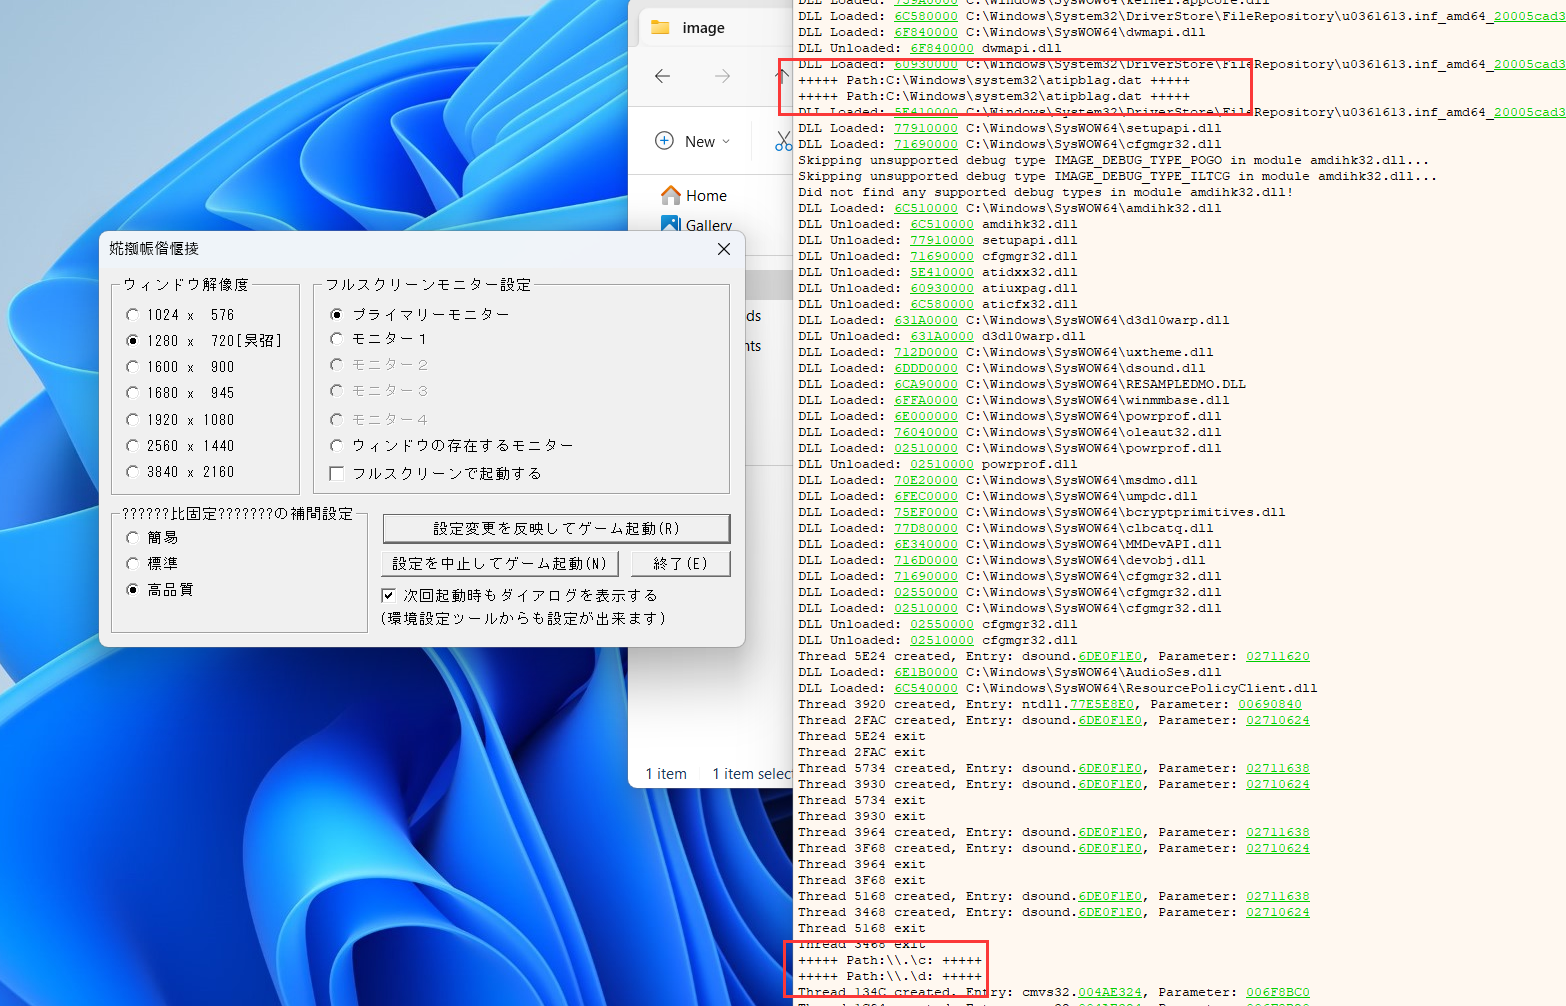 image
New
Home
Gallery
ds
nts
1 item
1 item selec
ウィンドウ解像度
1024 x 576
1280 x 720
1600 x 900
1680 x 945
1920 x 1080
2560 x 1440
3840 x 2160
フルスクリーンモニター設定
プライマリーモニター
モニター1
モニター2
モニター3
モニター4
ウィンドウの存在するモニター
フルスクリーンで起動する
??????比固定???????の補間設定
簡易
標準
高品質
設定変更を反映してゲーム起動(R)
設定を中止してゲーム起動(N)
終了(E)
次回起動時もダイアログを表示する
(環境設定ツールからも設定が出来ます)
DLL Loaded: 739A0000 C:\Windows\SysWOW64\kernel.appcore.dll
DLL Loaded: 6C580000 C:\Windows\System32\DriverStore\FileRepository\u0361613.inf_amd64_20005cad3
DLL Loaded: 6F840000 C:\Windows\SysWOW64\dwmapi.dll
DLL Unloaded: 6F840000 dwmapi.dll
DLL Loaded: 60930000 C:\Windows\System32\DriverStore\FileRepository\u0361613.inf_amd64_20005cad3
+++++ Path:C:\Windows\system32\atipblag.dat +++++
+++++ Path:C:\Windows\system32\atipblag.dat +++++
DLL Loaded: 5E410000 C:\Windows\System32\DriverStore\FileRepository\u0361613.inf_amd64_20005cad3
DLL Loaded: 77910000 C:\Windows\SysWOW64\setupapi.dll
DLL Loaded: 71690000 C:\Windows\SysWOW64\cfgmgr32.dll
Skipping unsupported debug type IMAGE_DEBUG_TYPE_POGO in module amdihk32.dll...
Skipping unsupported debug type IMAGE_DEBUG_TYPE_ILTCG in module amdihk32.dll...
Did not find any supported debug types in module amdihk32.dll!
DLL Loaded: 6C510000 C:\Windows\SysWOW64\amdihk32.dll
DLL Unloaded: 6C510000 amdihk32.dll
DLL Unloaded: 77910000 setupapi.dll
DLL Unloaded: 71690000 cfgmgr32.dll
DLL Unloaded: 5E410000 atidxx32.dll
DLL Unloaded: 60930000 atiuxpag.dll
DLL Unloaded: 6C580000 aticfx32.dll
DLL Loaded: 631A0000 C:\Windows\SysWOW64\d3d10warp.dll
DLL Unloaded: 631A0000 d3d10warp.dll
DLL Loaded: 712D0000 C:\Windows\SysWOW64\uxtheme.dll
DLL Loaded: 6DDD0000 C:\Windows\SysWOW64\dsound.dll
DLL Loaded: 6CA90000 C:\Windows\SysWOW64\RESAMPLEDMO.DLL
DLL Loaded: 6FFA0000 C:\Windows\SysWOW64\winmmbase.dll
DLL Loaded: 6E000000 C:\Windows\SysWOW64\powrprof.dll
DLL Loaded: 76040000 C:\Windows\SysWOW64\oleaut32.dll
DLL Loaded: 02510000 C:\Windows\SysWOW64\powrprof.dll
DLL Unloaded: 02510000 powrprof.dll
DLL Loaded: 70E20000 C:\Windows\SysWOW64\msdmo.dll
DLL Loaded: 6FEC0000 C:\Windows\SysWOW64\umpdc.dll
DLL Loaded: 75EF0000 C:\Windows\SysWOW64\bcryptprimitives.dll
DLL Loaded: 77D80000 C:\Windows\SysWOW64\clbcatq.dll
DLL Loaded: 6E340000 C:\Windows\SysWOW64\MMDevAPI.dll
DLL Loaded: 716D0000 C:\Windows\SysWOW64\devobj.dll
DLL Loaded: 71690000 C:\Windows\SysWOW64\cfgmgr32.dll
DLL Loaded: 02550000 C:\Windows\SysWOW64\cfgmgr32.dll
DLL Loaded: 02510000 C:\Windows\SysWOW64\cfgmgr32.dll
DLL Unloaded: 02550000 cfgmgr32.dll
DLL Unloaded: 02510000 cfgmgr32.dll
Thread 5E24 created, Entry: dsound.6DE0F1E0, Parameter: 02711620
DLL Loaded: 6E1B0000 C:\Windows\SysWOW64\AudioSes.dll
DLL Loaded: 6C540000 C:\Windows\SysWOW64\ResourcePolicyClient.dll
Thread 3920 created, Entry: ntdll.77E5E8E0, Parameter: 00690840
Thread 2FAC created, Entry: dsound.6DE0F1E0, Parameter: 02710624
Thread 5E24 exit
Thread 2FAC exit
Thread 5734 created, Entry: dsound.6DE0F1E0, Parameter: 02711638
Thread 3930 created, Entry: dsound.6DE0F1E0, Parameter: 02710624
Thread 5734 exit
Thread 3930 exit
Thread 3964 created, Entry: dsound.6DE0F1E0, Parameter: 02711638
Thread 3F68 created, Entry: dsound.6DE0F1E0, Parameter: 02710624
Thread 3964 exit
Thread 3F68 exit
Thread 5168 created, Entry: dsound.6DE0F1E0, Parameter: 02711638
Thread 3468 created, Entry: dsound.6DE0F1E0, Parameter: 02710624
Thread 5168 exit
Thread 3468 exit
+++++ Path:\\.\c: +++++
+++++ Path:\\.\d: +++++
Thread 134C created, Entry: cmvs32.004AE324, Parameter: 006F8BC0